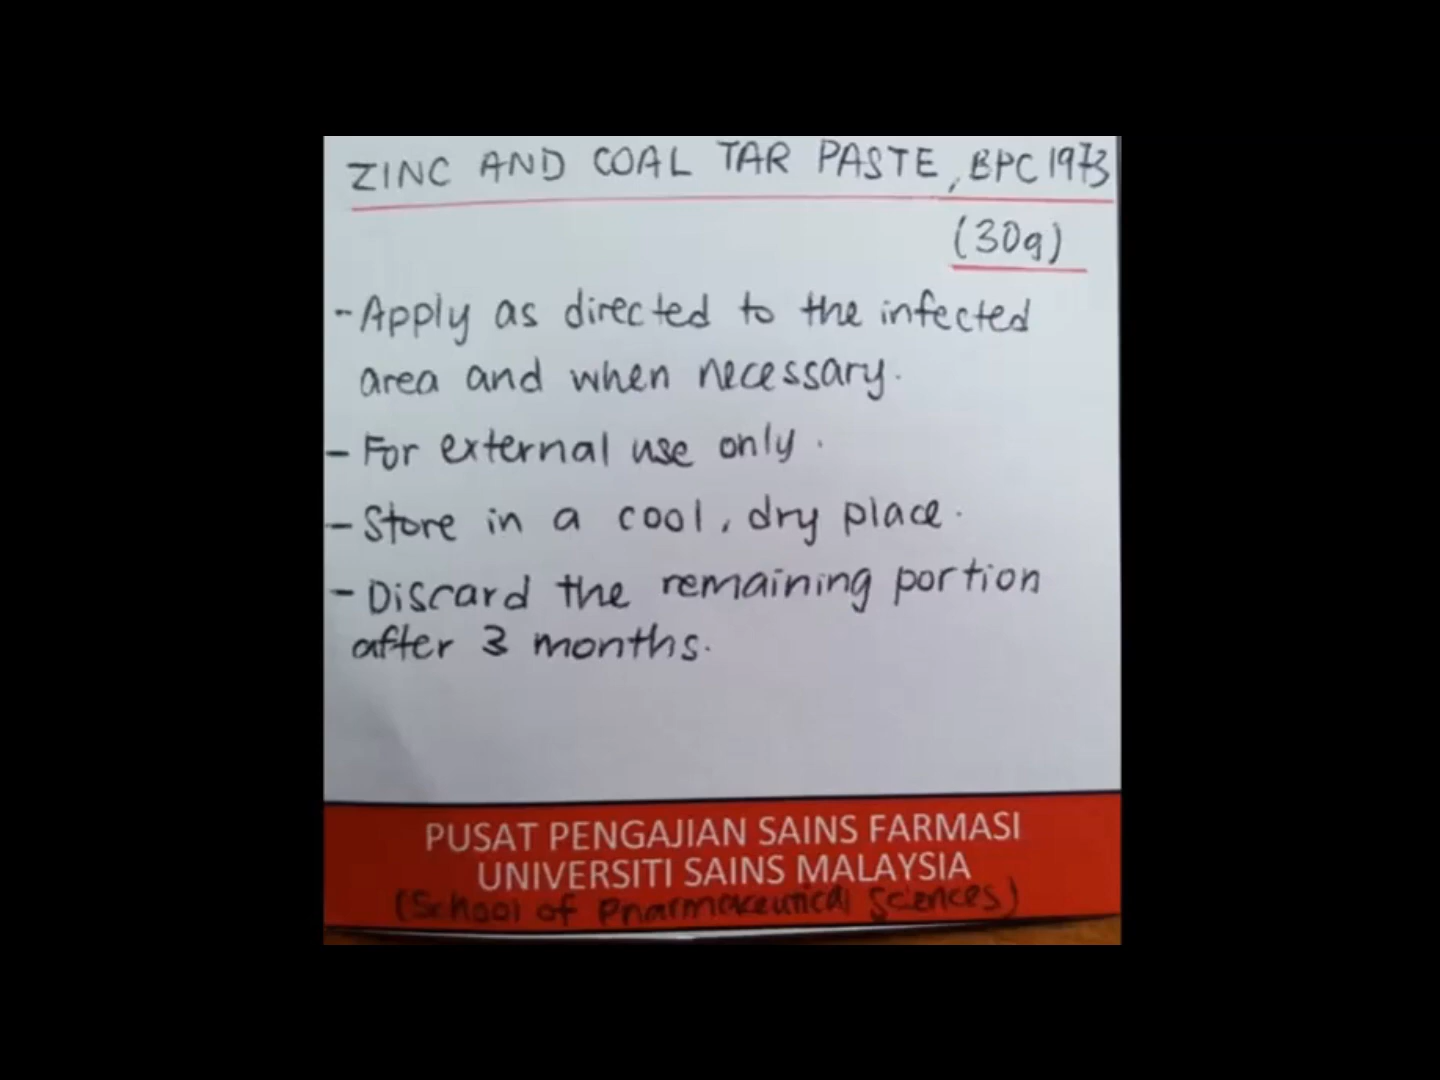 ZINC AND COAL TAR PASTE, BPC 1973
(30g)
- Apply as directed to the infected
area and when necessary.
- For external use only.
- Store in a cool, dry place.
- Discard the remaining portion
after 3 months.
PUSAT PENGAJIAN SAINS FARMASI
UNIVERSITI SAINS MALAYSIA
(School of Pharmaceutical Sciences)